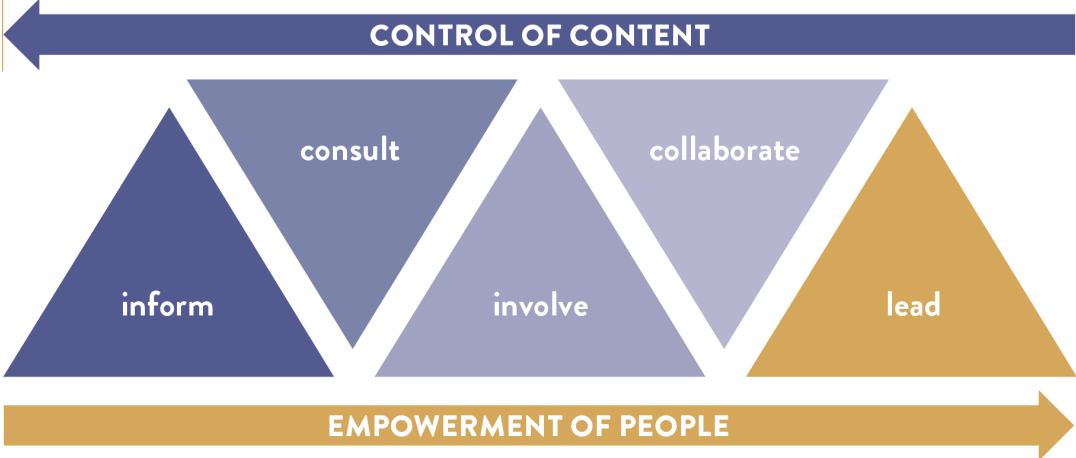 CONTROL OF CONTENT
consult
collaborate
inform
involve
lead
EMPOWERMENT OF PEOPLE